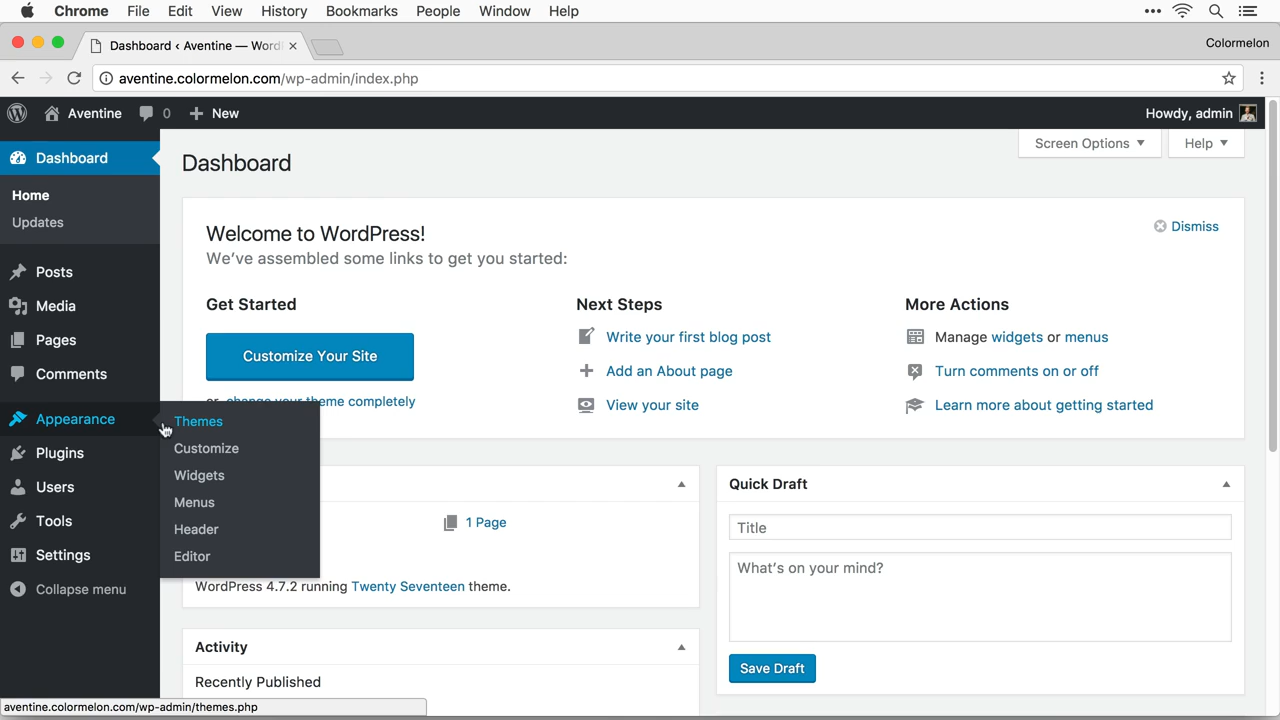 Chrome File Edit View History Bookmarks People Window Help
Dashboard ‹ Aventine — Word
Colormelon
aventine.colormelon.com/wp-admin/index.php
Aventine 0 New
Howdy, admin
Dashboard
Home
Updates
Posts
Media
Pages
Comments
Appearance
Plugins
Users
Tools
Settings
Collapse menu
Themes
Customize
Widgets
Menus
Header
Editor
Dashboard
Screen Options
Help
Welcome to WordPress!
We've assembled some links to get you started:
Dismiss
Get Started
Customize Your Site
or change your theme completely
Next Steps
Write your first blog post
Add an About page
View your site
More Actions
Manage widgets or menus
Turn comments on or off
Learn more about getting started
1 Page
WordPress 4.7.2 running Twenty Seventeen theme.
Activity
Recently Published
Quick Draft
Title
What's on your mind?
Save Draft
aventine.colormelon.com/wp-admin/themes.php